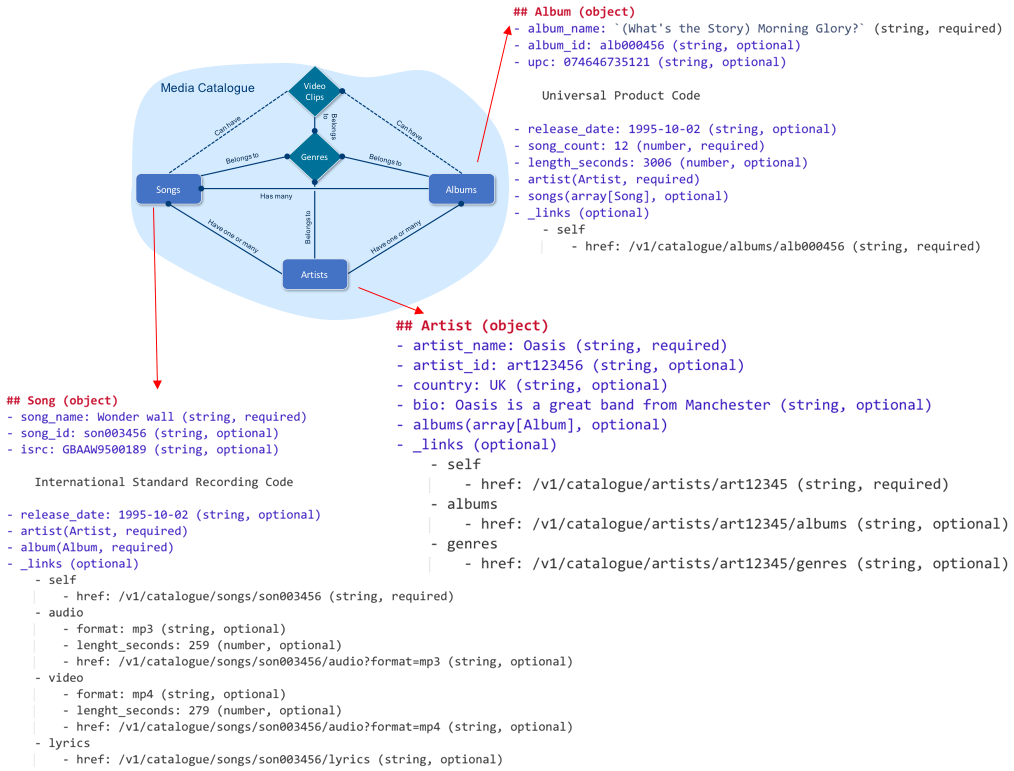 Media Catalogue
Video
Clips
Can have
Belongs
to
Can have
Genres
Belongs to
Belongs to
Songs
Has many
Albums
Have one or many
Belongs to
Have one or many
Artists
## Album (object)
- album_name: `(What's the Story) Morning Glory?` (string, required)
- album_id: alb000456 (string, optional)
- upc: 074646735121 (string, optional)
Universal Product Code
- release_date: 1995-10-02 (string, optional)
- song_count: 12 (number, required)
- length_seconds: 3006 (number, optional)
- artist(Artist, required)
- songs(array[Song], optional)
- _links (optional)
- self
- href: /v1/catalogue/albums/alb000456 (string, required)
## Artist (object)
- artist_name: Oasis (string, required)
- artist_id: art123456 (string, optional)
- country: UK (string, optional)
- bio: Oasis is a great band from Manchester (string, optional)
- albums(array[Album], optional)
- _links (optional)
- self
- href: /v1/catalogue/artists/art12345 (string, required)
- albums
- href: /v1/catalogue/artists/art12345/albums (string, optional)
- genres
- href: /v1/catalogue/artists/art12345/genres (string, optional)
## Song (object)
- song_name: Wonder wall (string, required)
- song_id: son003456 (string, optional)
- isrc: GBAAW9500189 (string, optional)
International Standard Recording Code
- release_date: 1995-10-02 (string, optional)
- artist(Artist, required)
- album(Album, required)
- _links (optional)
- self
- href: /v1/catalogue/songs/son003456 (string, required)
- audio
- format: mp3 (string, optional)
- lenght_seconds: 259 (number, optional)
- href: /v1/catalogue/songs/son003456/audio?format=mp3 (string, optional)
- video
- format: mp4 (string, optional)
- lenght_seconds: 279 (number, optional)
- href: /v1/catalogue/songs/son003456/audio?format=mp4 (string, optional)
- lyrics
- href: /v1/catalogue/songs/son003456/lyrics (string, optional)